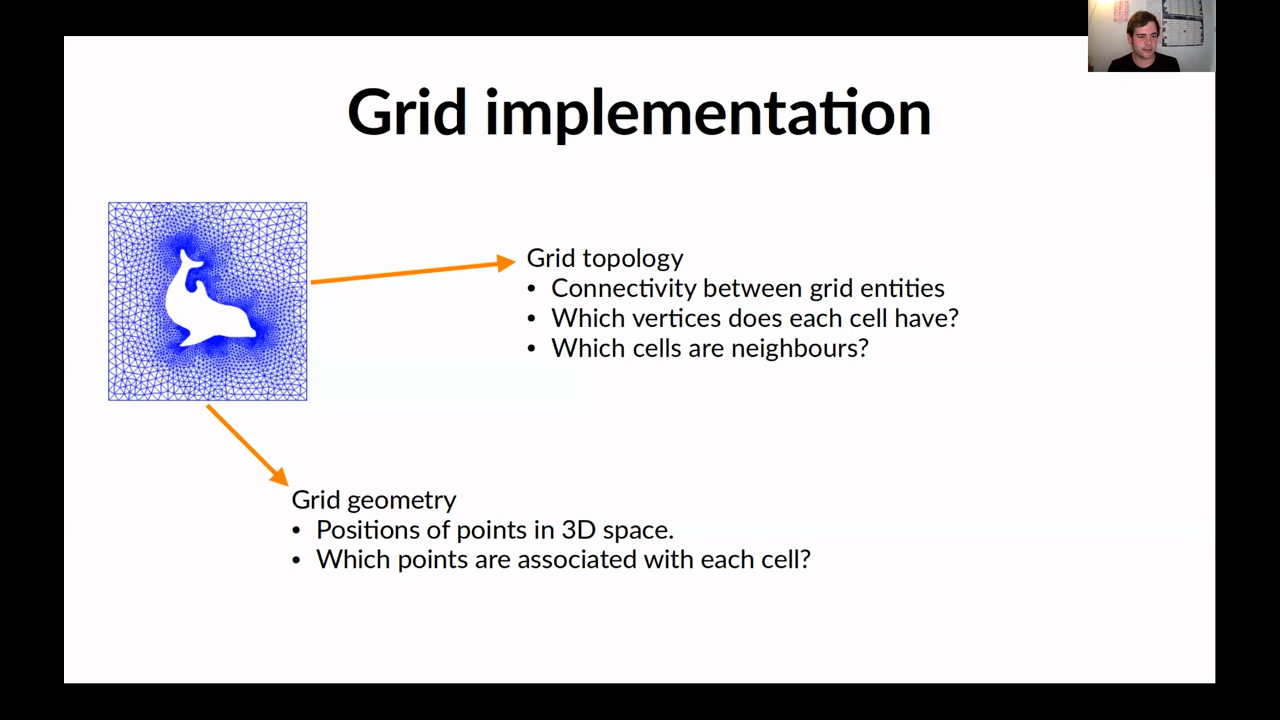 Grid implementation
Grid topology
• Connectivity between grid entities
• Which vertices does each cell have?
• Which cells are neighbours?
Grid geometry
• Positions of points in 3D space.
• Which points are associated with each cell?